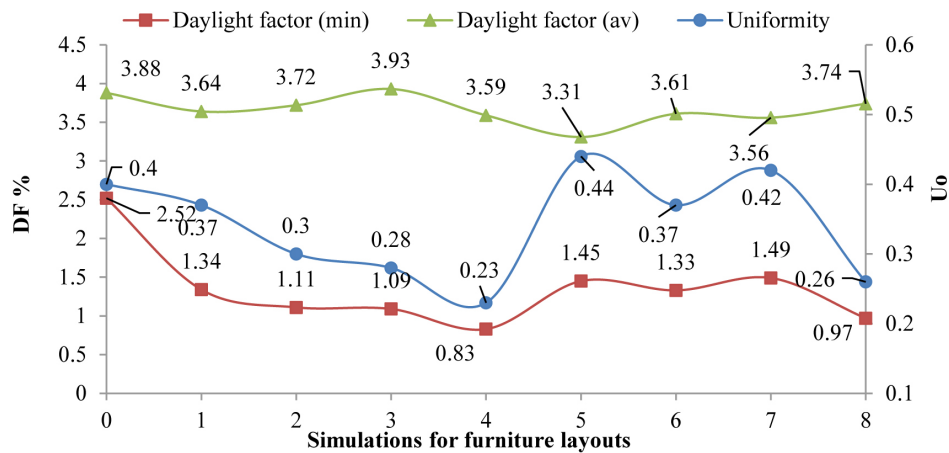 Daylight factor (min) Daylight factor (av) Uniformity
4.5 0.6
3.88 3.64 3.72 3.93 3.59 3.31 3.61 3.56 3.74
4 3.5 3 2.5 2 1.5 1 0.5 0
DF %
0.5 0.4 0.3 0.2 0.1
Uo
0.4 0.37 0.3 0.28 0.23 0.44 0.37 0.42 0.26
2.52 1.34 1.11 1.09 0.83 1.45 1.33 1.49 0.97
0 1 2 3 4 5 6 7 8
Simulations for furniture layouts